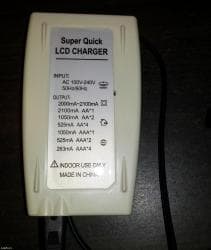 Super Quick
LCD CHARGER
INPUT:
AC 100V-240V
50Hz/60Hz
OUTPUT:
2000mA~2100mA
2100mA AA*1
1050mA AA*2
525mA AA*4
1050mA AAA*1
525mA AAA*2
263mA AAA*4
INDOOR USE ONLY
MADE IN CHINA